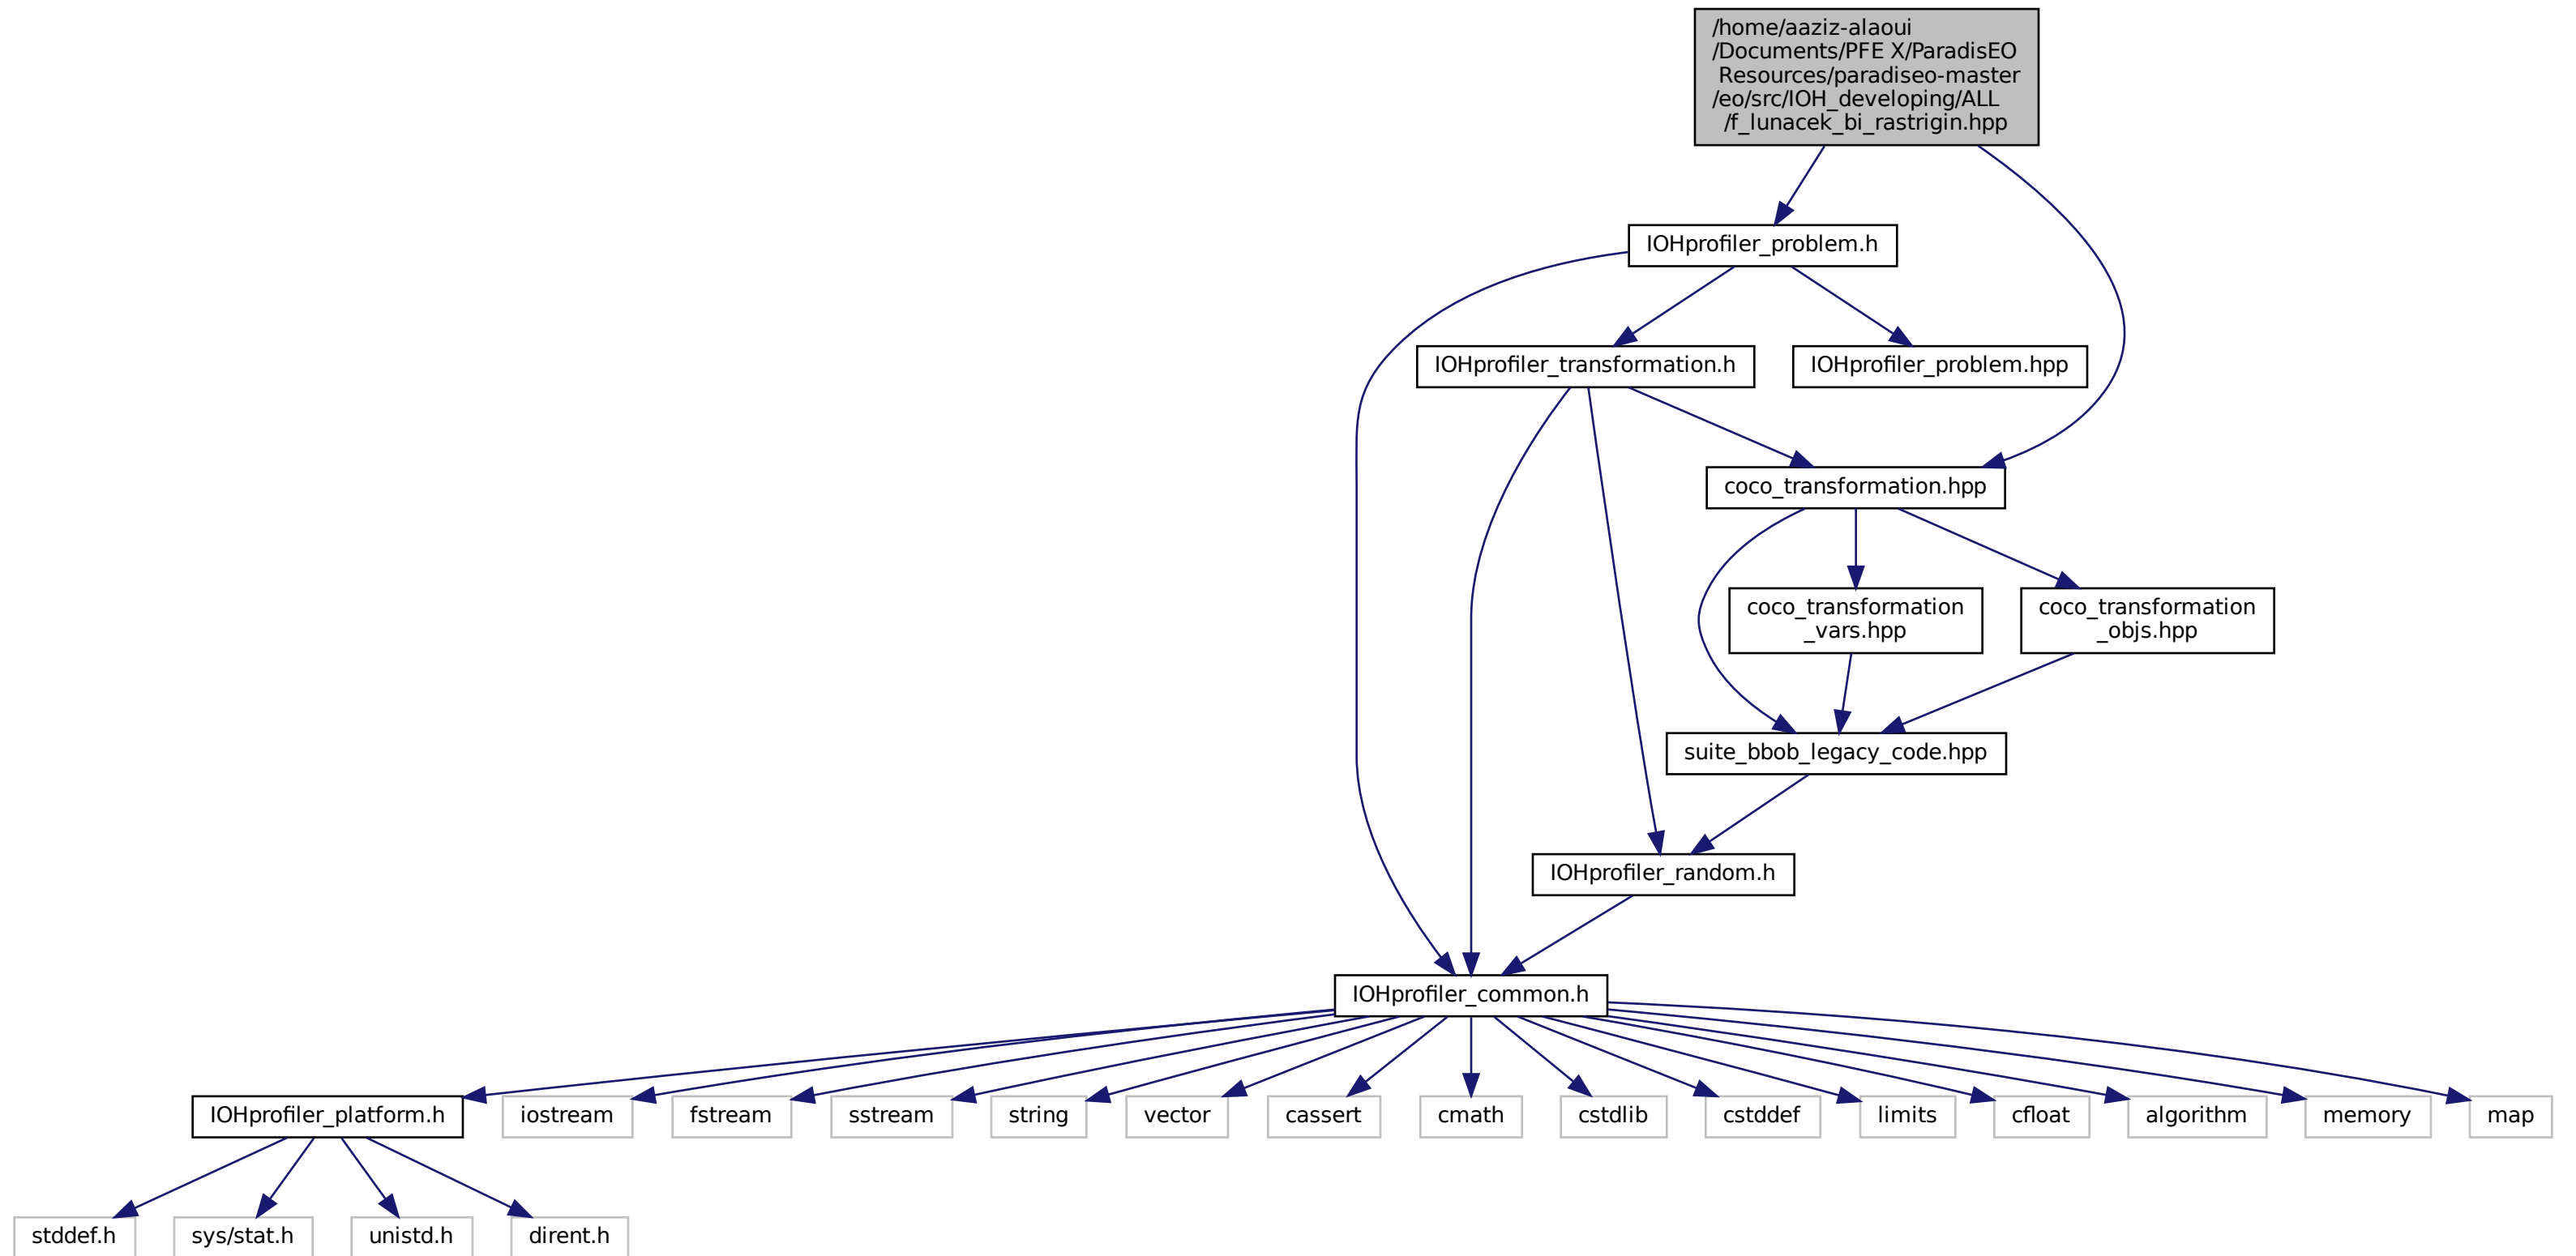 /home/aaziz-alaoui
/Documents/PFE X/ParadisEO
Resources/paradiseo-master
/eo/src/IOH_developing/ALL
/f_lunacek_bi_rastrigin.hpp
IOHprofiler_problem.h
IOHprofiler_transformation.h
IOHprofiler_problem.hpp
coco_transformation.hpp
coco_transformation
_vars.hpp
coco_transformation
_objs.hpp
suite_bbob_legacy_code.hpp
IOHprofiler_random.h
IOHprofiler_common.h
IOHprofiler_platform.h
iostream
fstream
sstream
string
vector
cassert
cmath
cstdlib
cstddef
limits
cfloat
algorithm
memory
map
stddef.h
sys/stat.h
unistd.h
dirent.h